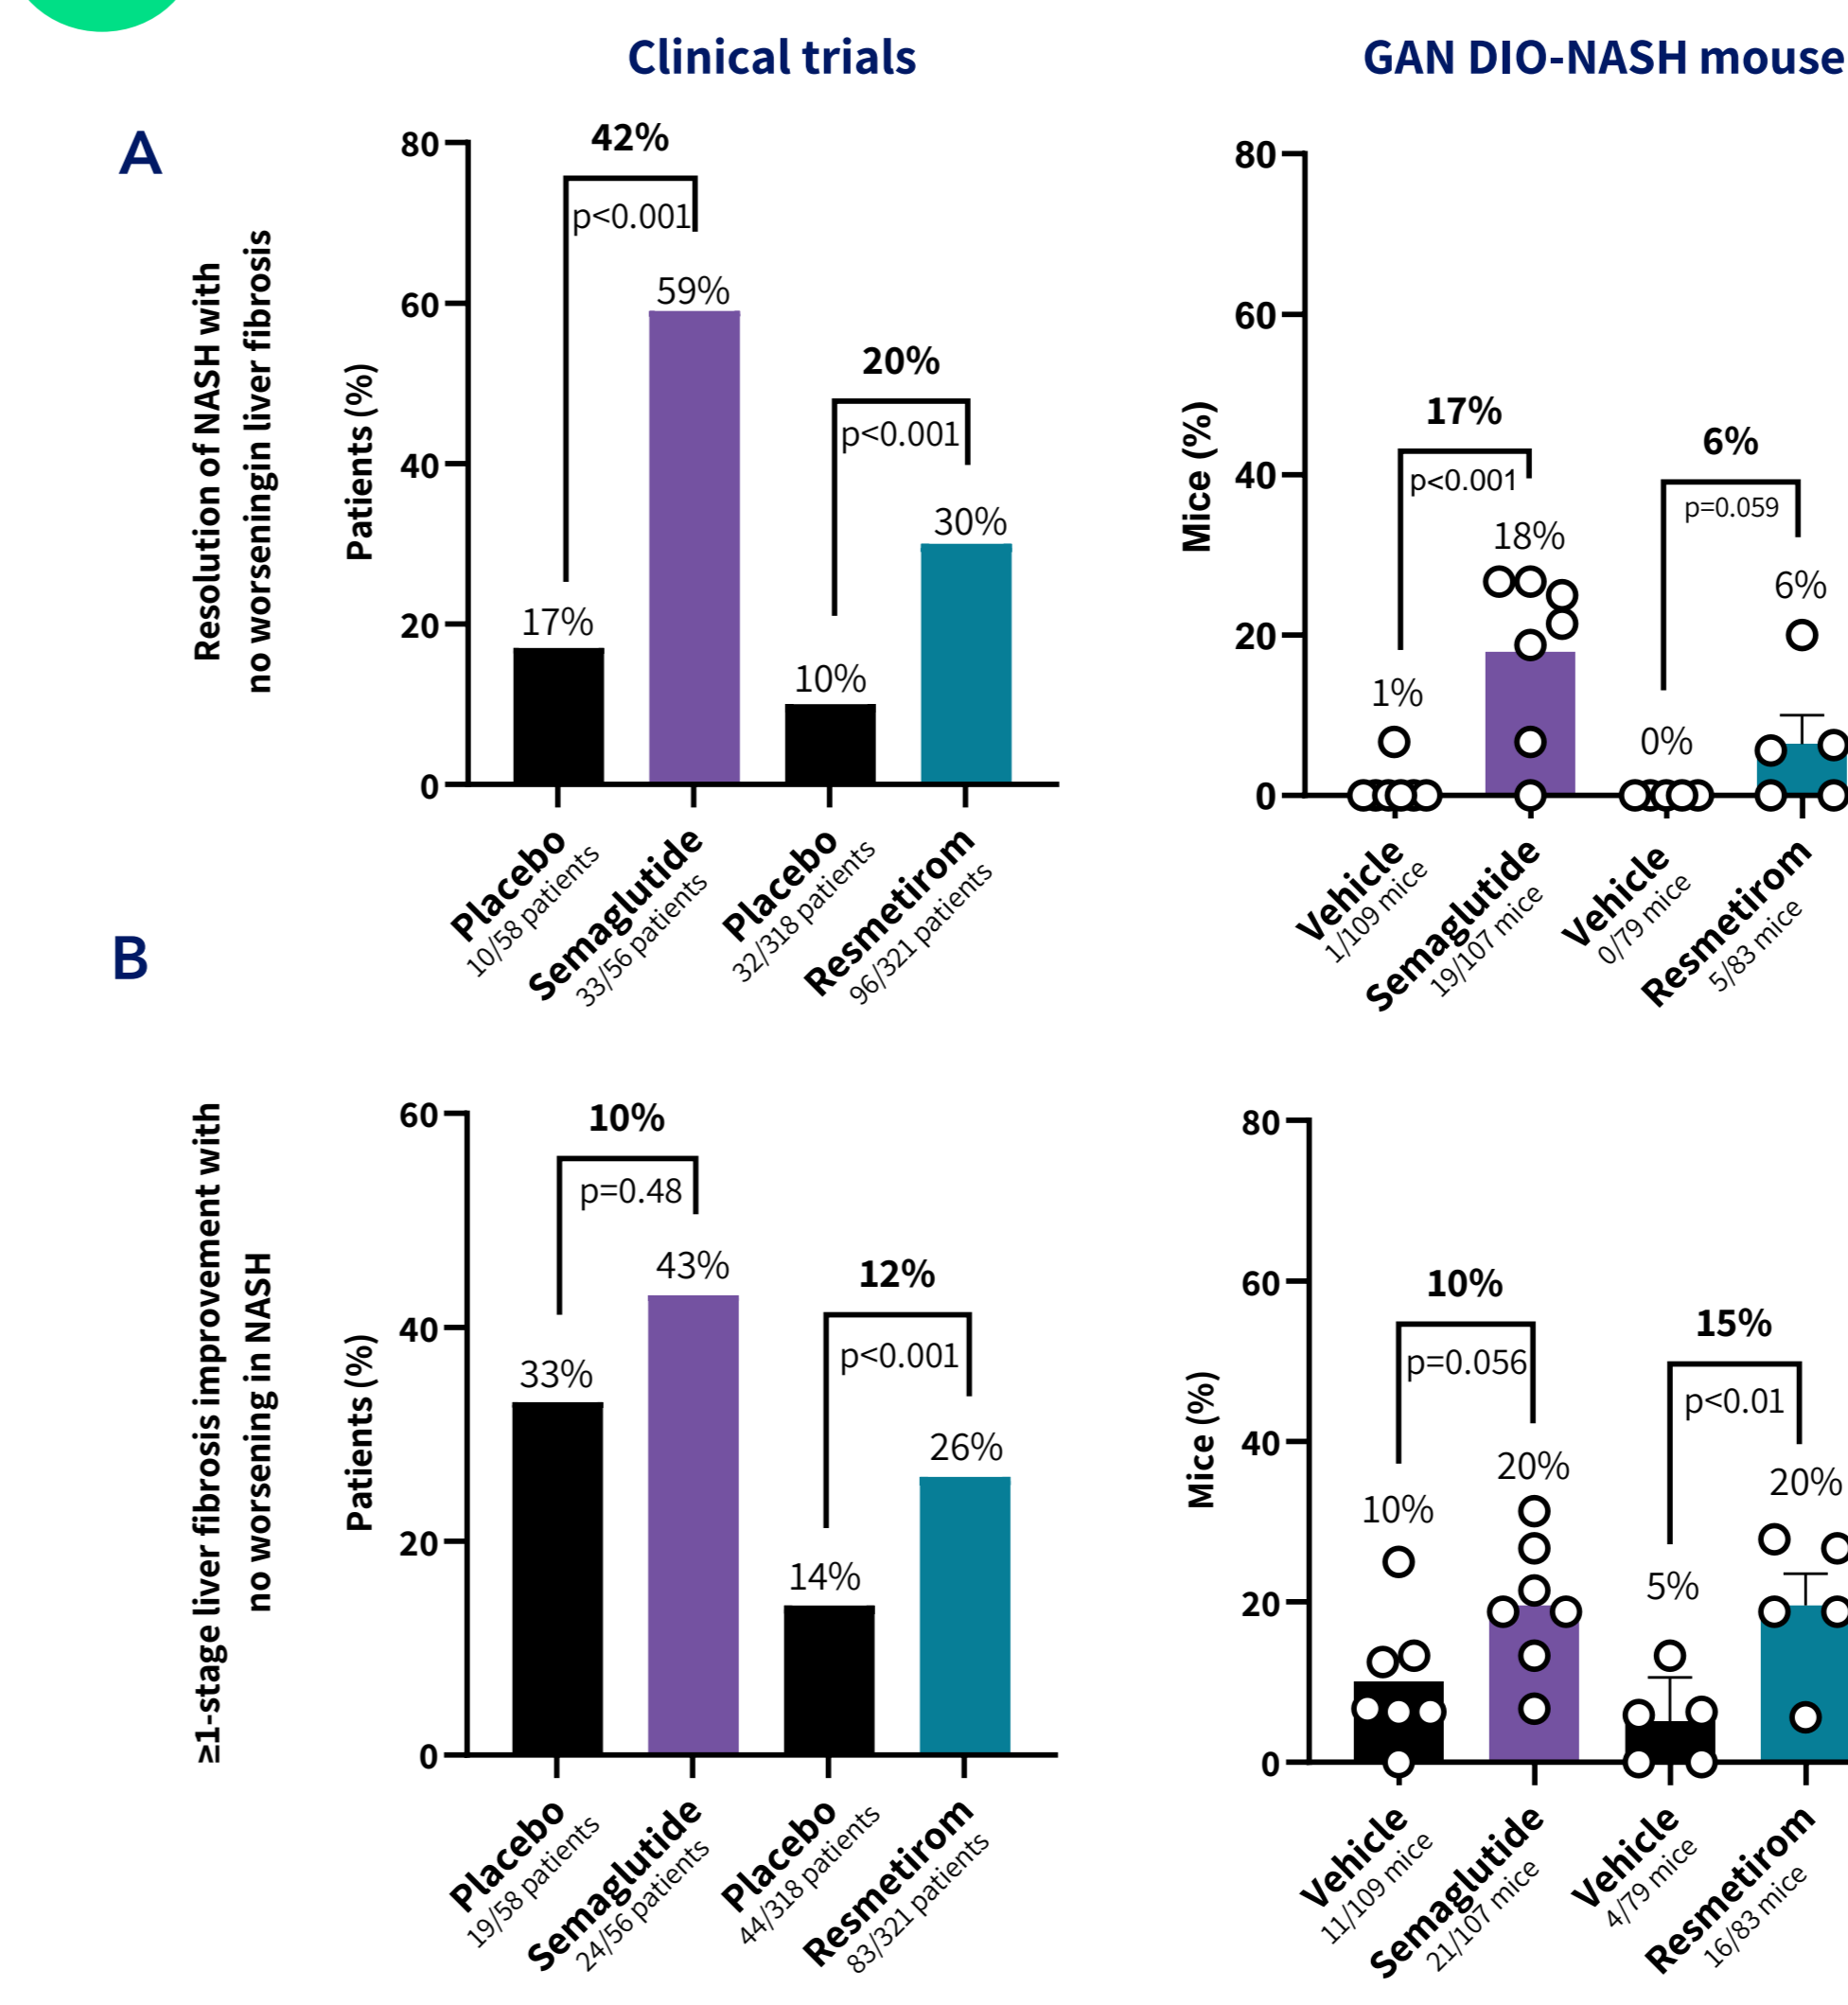 Clinical trials
GAN DIO-NASH mouse
A
Resolution of NASH with
no worseningin liver fibrosis
Patients (%)
80
60
40
20
0
42%
p<0.001
59%
17%
20%
p<0.001
30%
10%
Placebo
10/58 patients
Semaglutide
33/56 patients
Placebo
32/318 patients
Resmetirom
96/321 patients
Mice (%)
80
60
40
20
0
17%
p<0.001
18%
1%
6%
p=0.059
6%
0%
Vehicle
1/109 mice
Semaglutide
19/107 mice
Vehicle
0/79 mice
Resmetirom
5/83 mice
B
≥1-stage liver fibrosis improvement with
no worsening in NASH
Patients (%)
60
40
20
0
10%
p=0.48
43%
33%
12%
p<0.001
26%
14%
Placebo
19/58 patients
Semaglutide
24/56 patients
Placebo
44/318 patients
Resmetirom
83/321 patients
Mice (%)
80
60
40
20
0
10%
p=0.056
20%
10%
15%
p<0.01
20%
5%
Vehicle
11/109 mice
Semaglutide
21/107 mice
Vehicle
4/79 mice
Resmetirom
16/83 mice